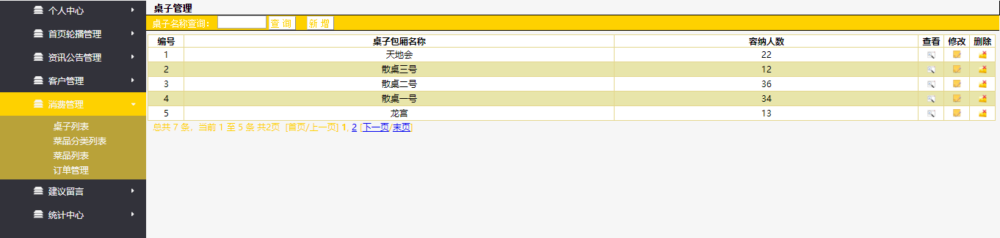 个人中心
首页轮播管理
资讯公告管理
客户管理
消费管理
桌子列表
菜品分类列表
菜品列表
订单管理
建议留言
统计中心
桌子管理
桌子名称查询： 查 询 新 增
编号 桌子包厢名称 容纳人数 查看 修改 删除
1 天地会 22
2 散桌三号 12
3 散桌二号 36
4 散桌一号 34
5 龙宫 13
总共 7 条，当前 1 至 5 条 共2页 [首页/上一页] 1, 2 [下一页/末页]